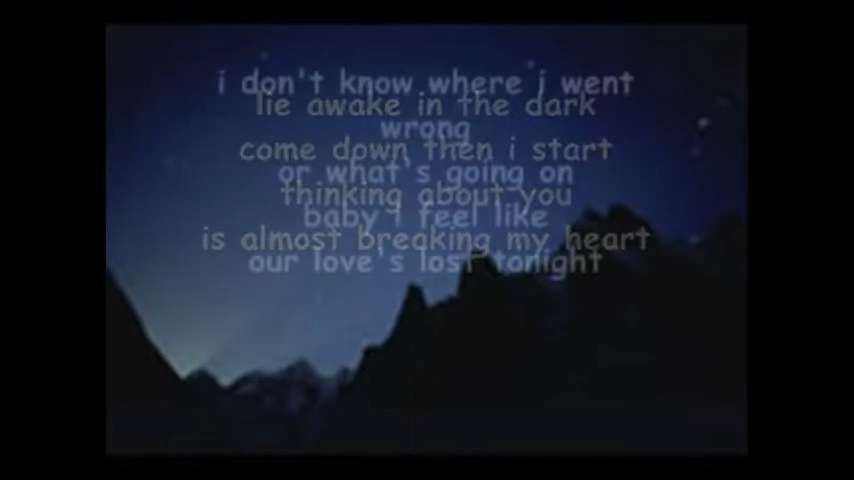 i don't know where i went
lie awake in the dark
wrong
come down then i start
or what's going on
thinking about you
baby i feel like
is almost breaking my heart
our love's lost tonight